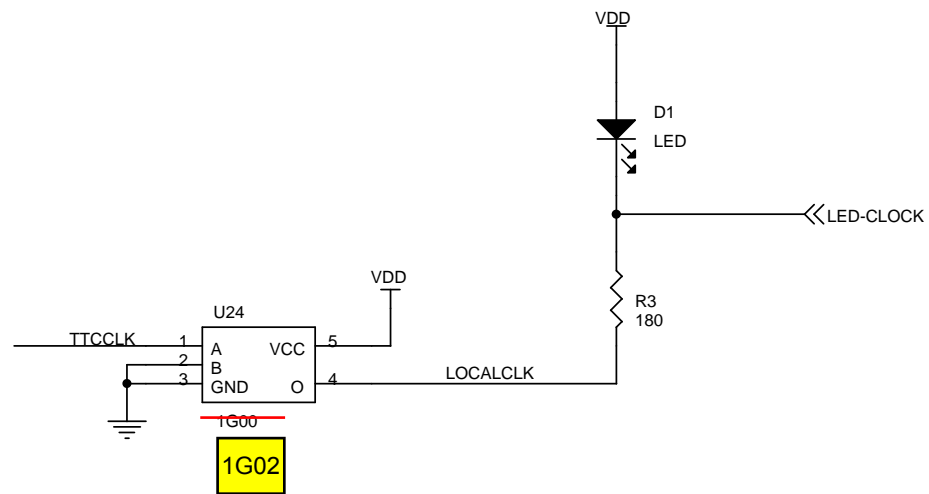 VDD
D1
LED
LED-CLOCK
VDD
U24
R3
180
TTCCLK 1 A VCC 5
2 B
3 GND O 4 LOCALCLK
1G00
1G02